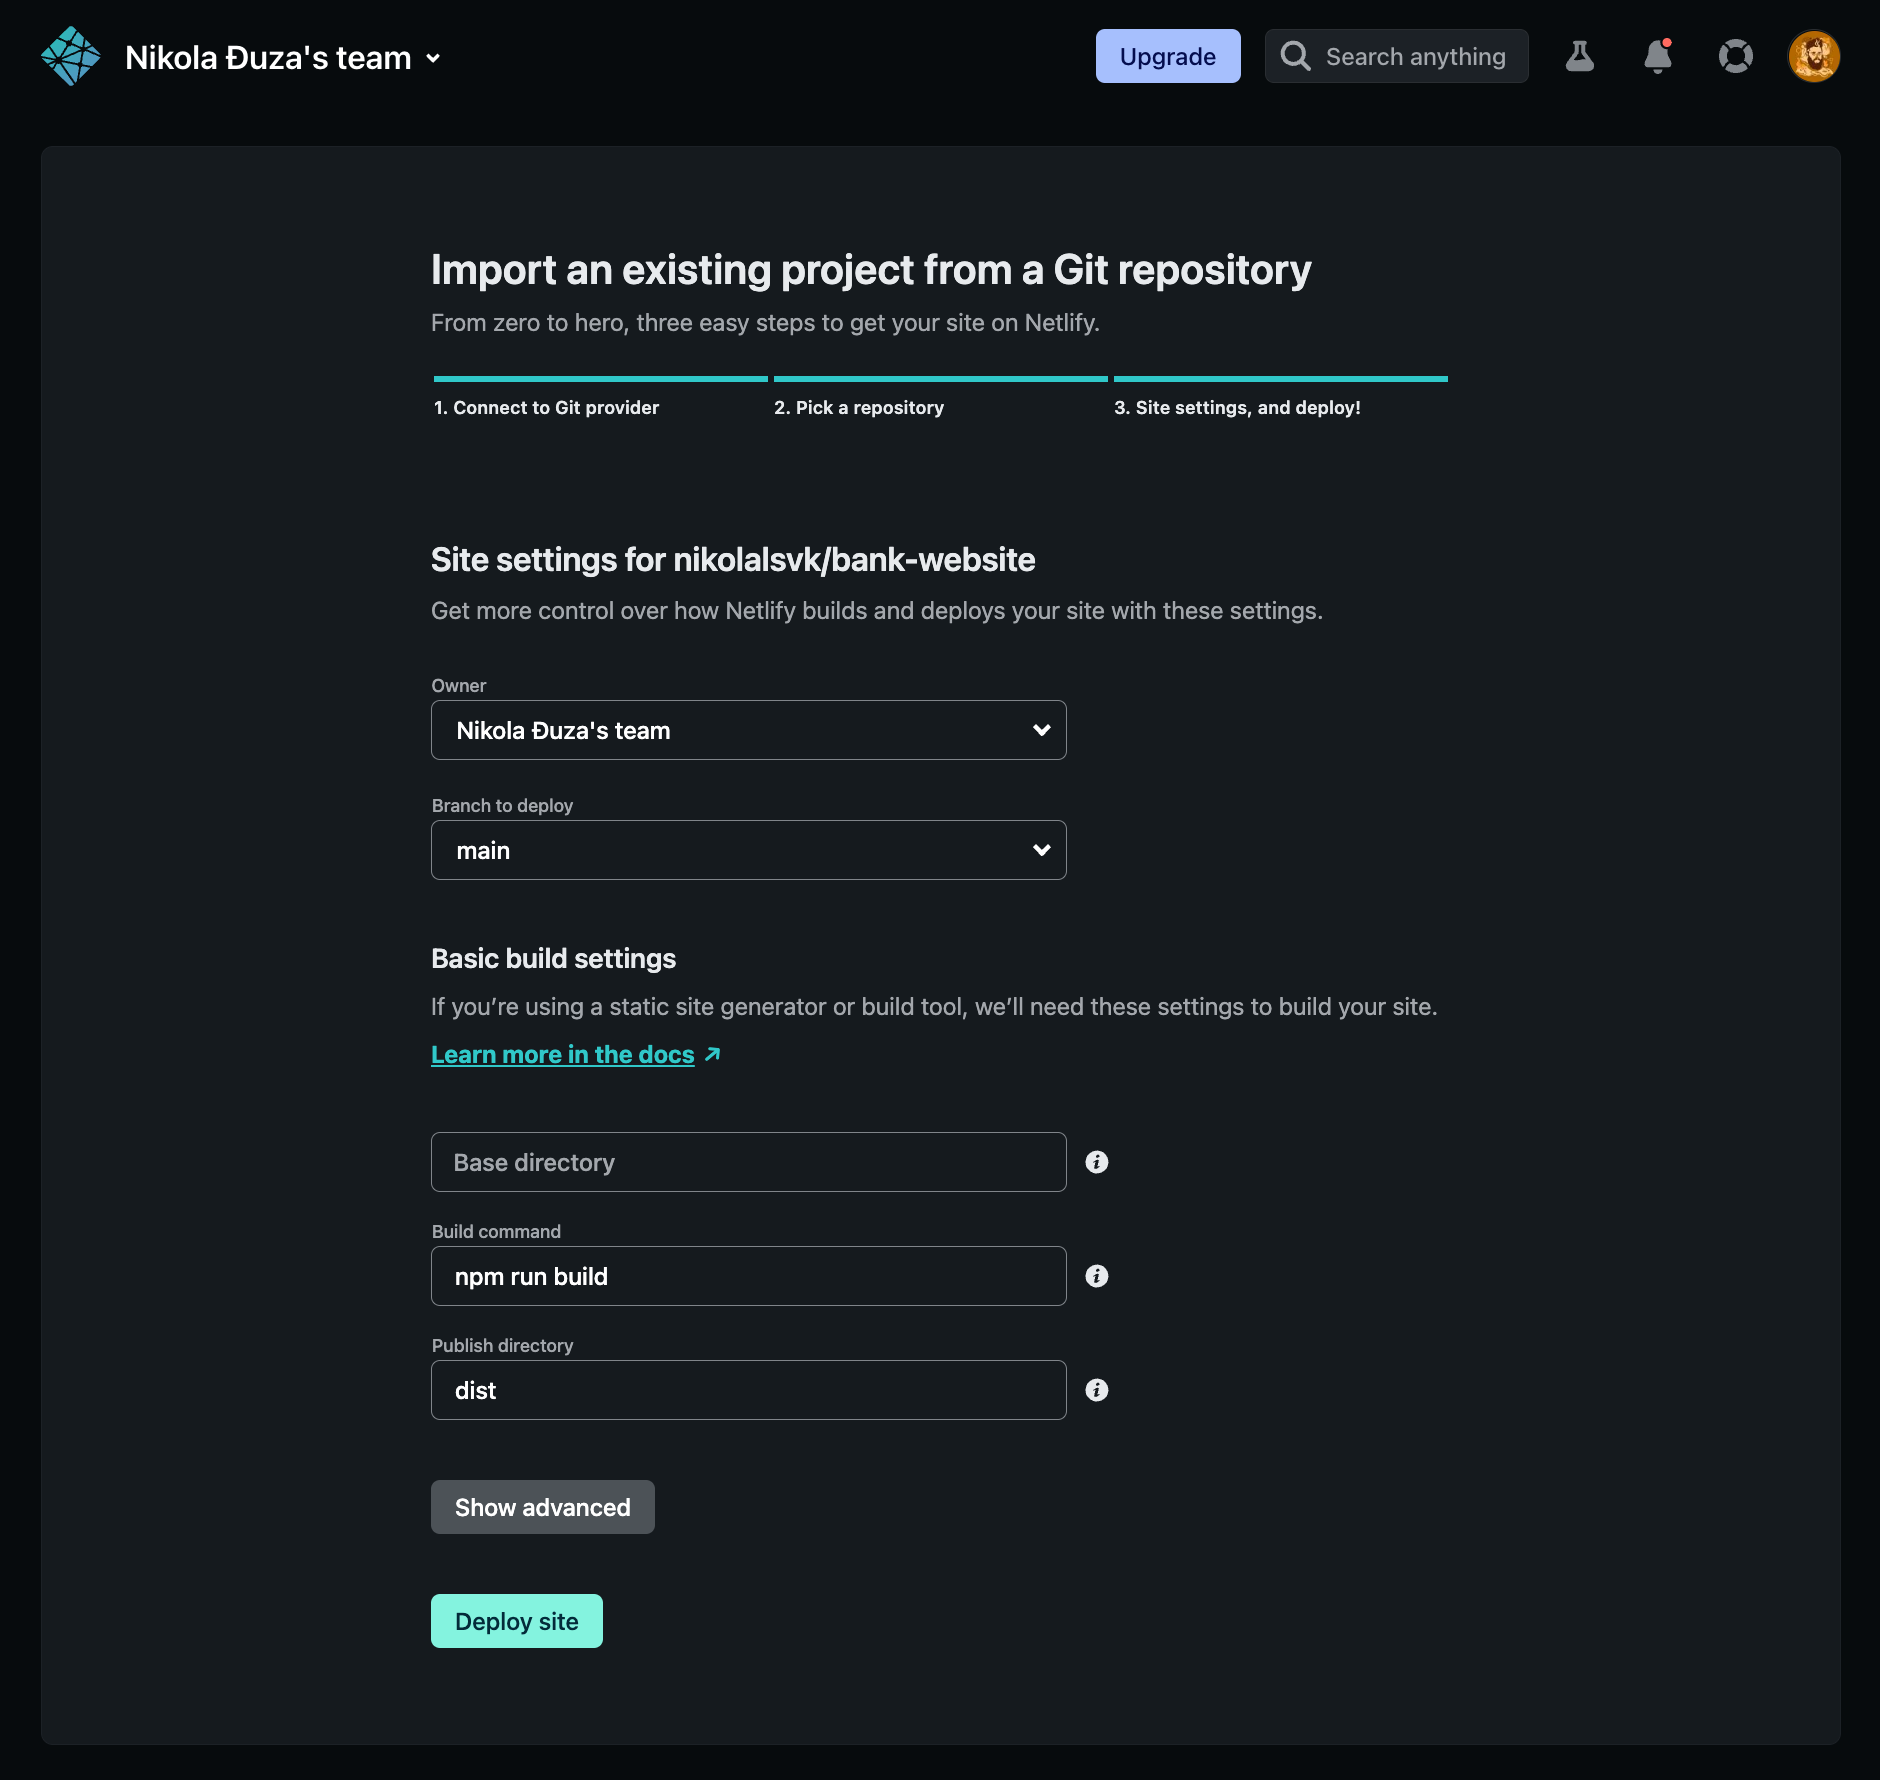 Nikola Đuza's team
Upgrade
Search anything
Import an existing project from a Git repository
From zero to hero, three easy steps to get your site on Netlify.
1. Connect to Git provider
2. Pick a repository
3. Site settings, and deploy!
Site settings for nikolalsvk/bank-website
Get more control over how Netlify builds and deploys your site with these settings.
Owner
Nikola Đuza's team
Branch to deploy
main
Basic build settings
If you’re using a static site generator or build tool, we’ll need these settings to build your site.
Learn more in the docs
Base directory
Build command
npm run build
Publish directory
dist
Show advanced
Deploy site